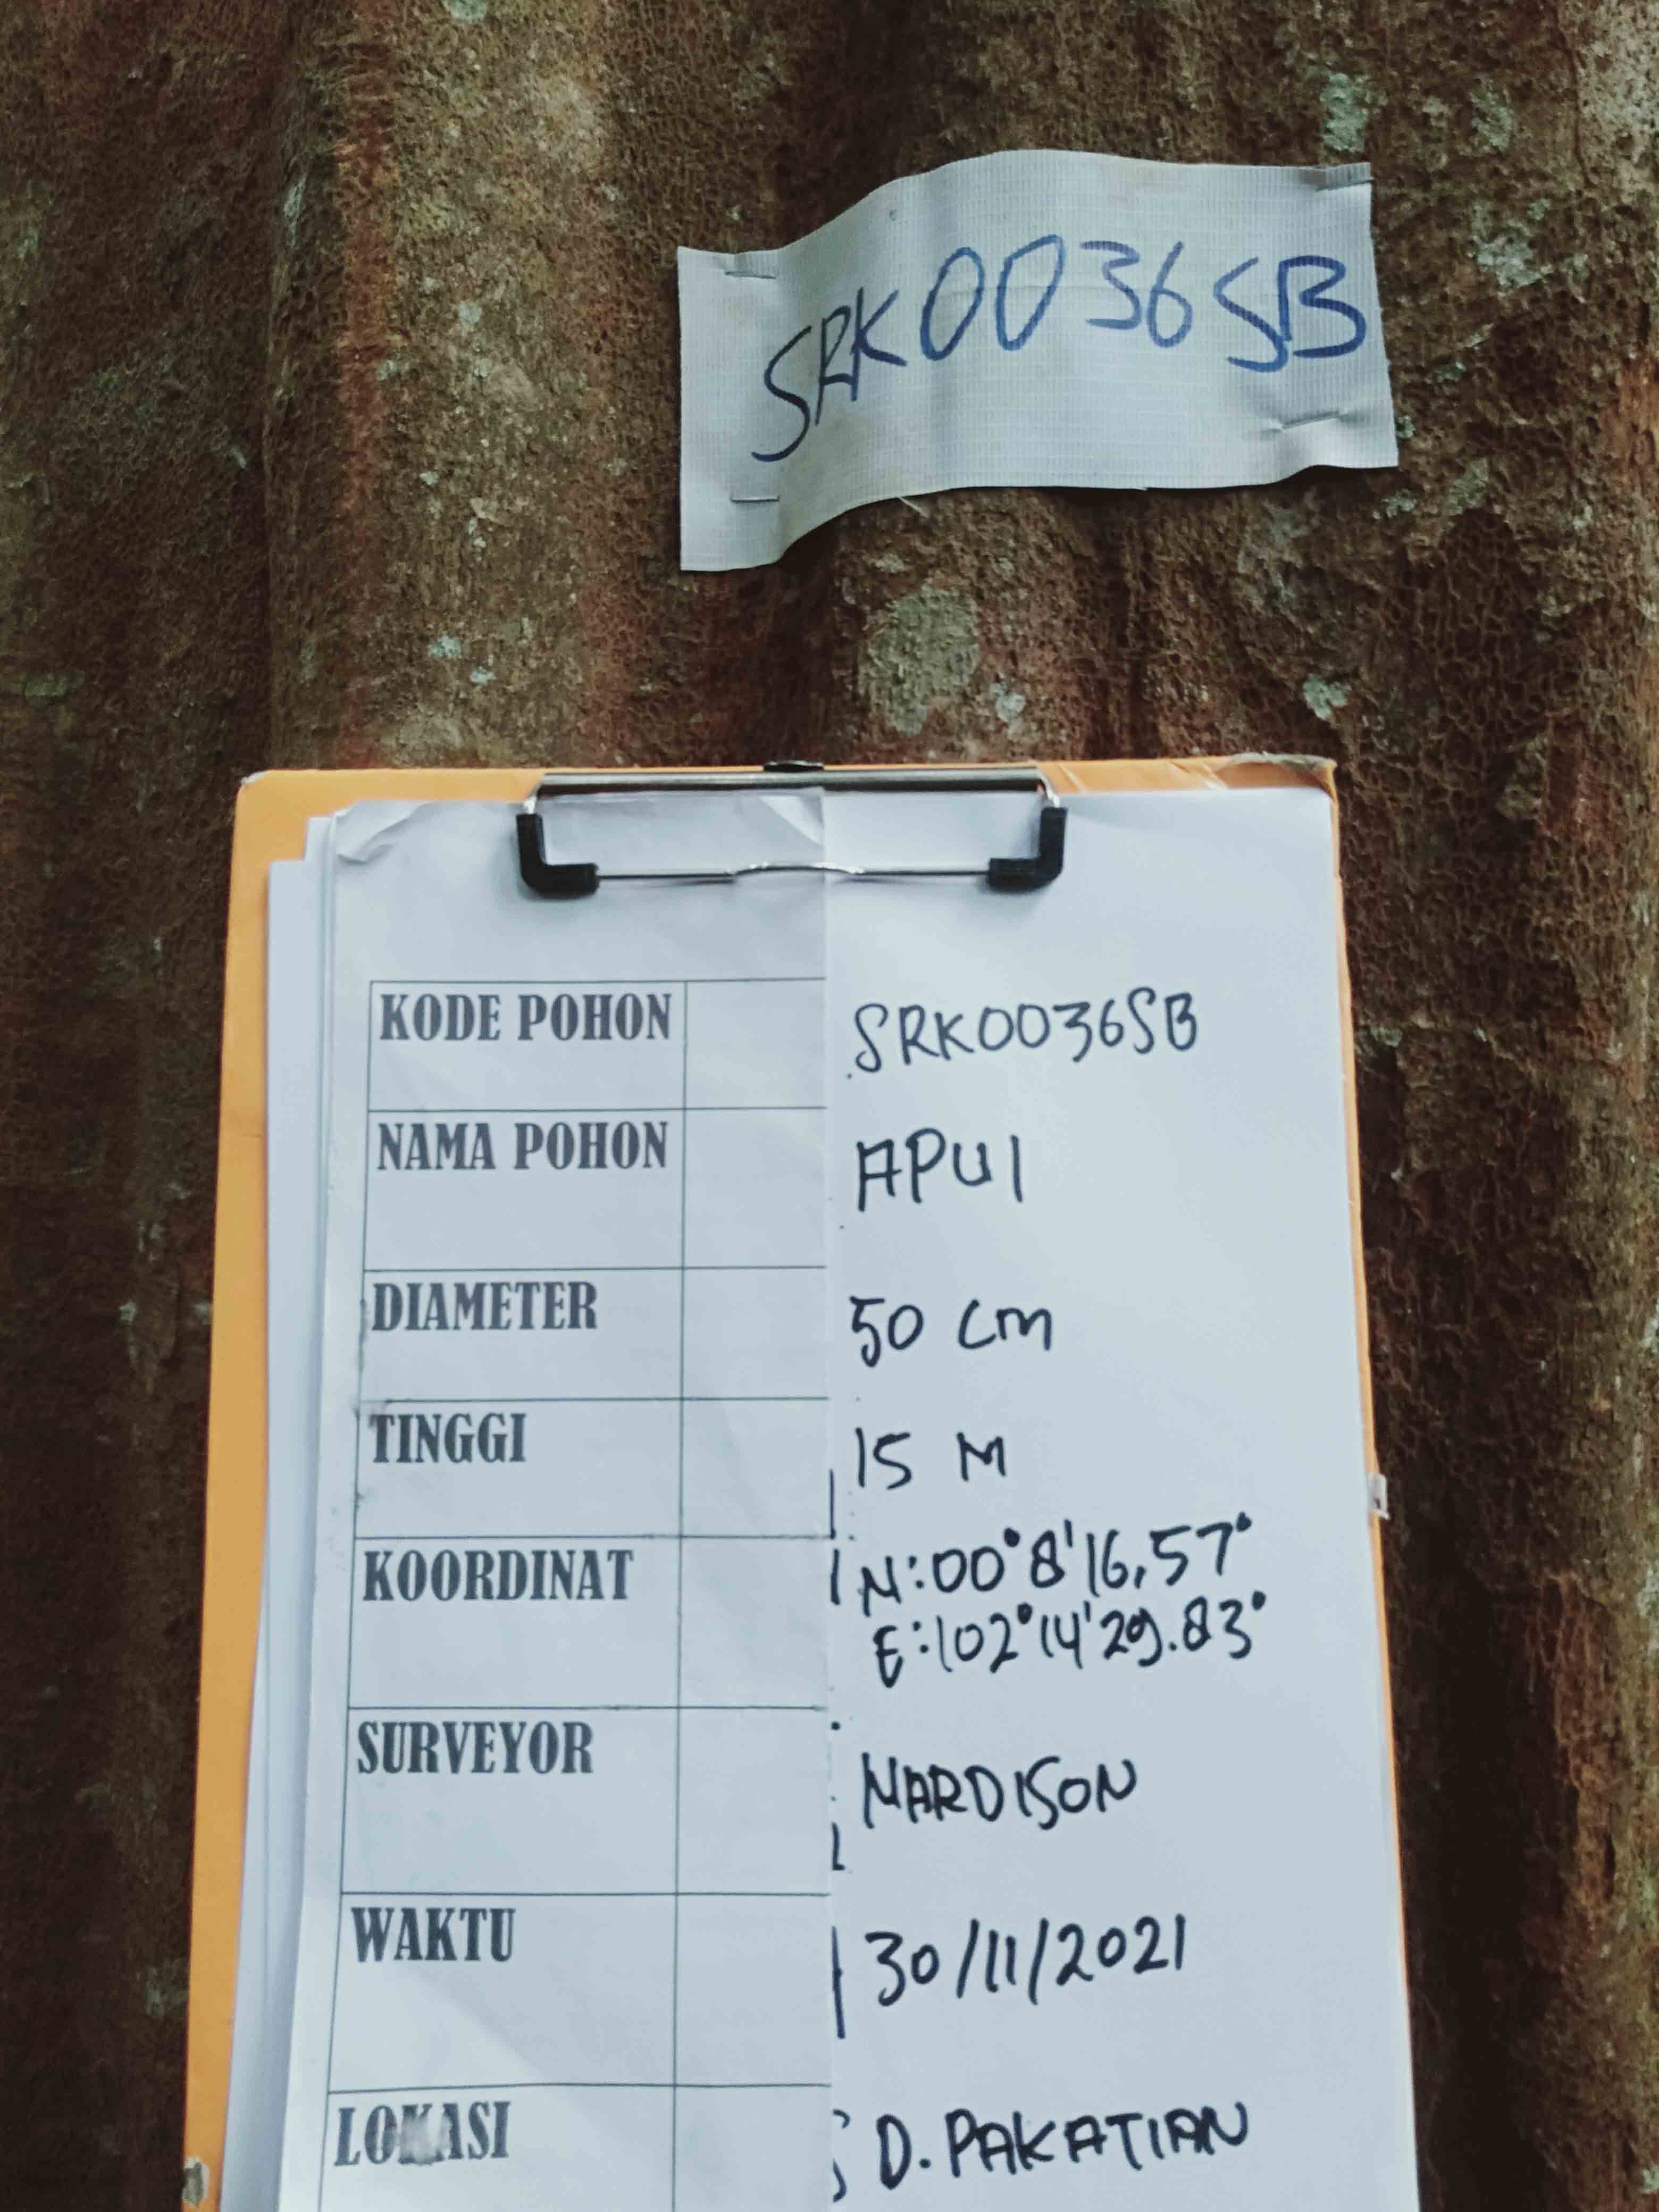 SRK0036SB
KODE POHON SRK0036SB
NAMA POHON APUI
DIAMETER 50 cm
TINGGI 15 M
KOORDINAT N:00°8'16,57°
E:102°14'29.83°
SURVEYOR NARDISON
WAKTU 30/11/2021
LOKASI D. PAKATIAN